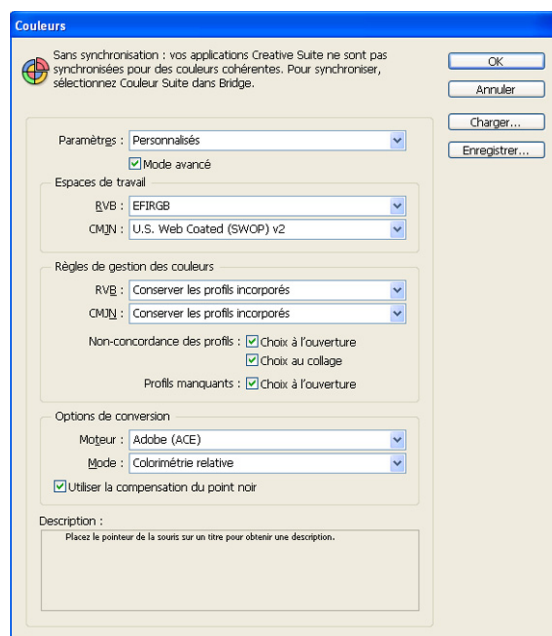 Couleurs
Sans synchronisation : vos applications Creative Suite ne sont pas
synchronisées pour des couleurs cohérentes. Pour synchroniser,
sélectionnez Couleur Suite dans Bridge.
OK
Annuler
Charger...
Enregistrer...
Paramètres : Personnalisés
Mode avancé
Espaces de travail
RVB : EFIRGB
CMJN : U.S. Web Coated (SWOP) v2
Règles de gestion des couleurs
RVB : Conserver les profils incorporés
CMJN : Conserver les profils incorporés
Non-concordance des profils : Choix à l'ouverture
Choix au collage
Profils manquants : Choix à l'ouverture
Options de conversion
Moteur : Adobe (ACE)
Mode : Colorimétrie relative
Utiliser la compensation du point noir
Description :
Placez le pointeur de la souris sur un titre pour obtenir une description.